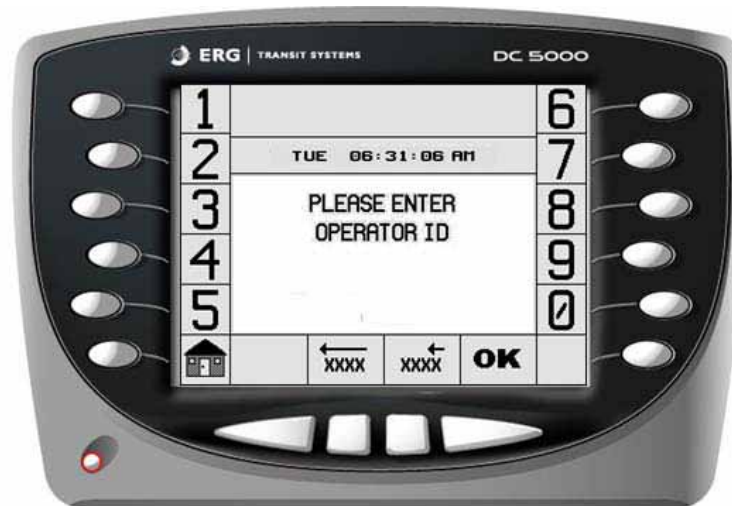 ERG | TRANSIT SYSTEMS DC 5000
1 6
TUE 06:31:06 AM
2 7
PLEASE ENTER
3 8
OPERATOR ID
4 9
5 0
XXXX XXXX OK